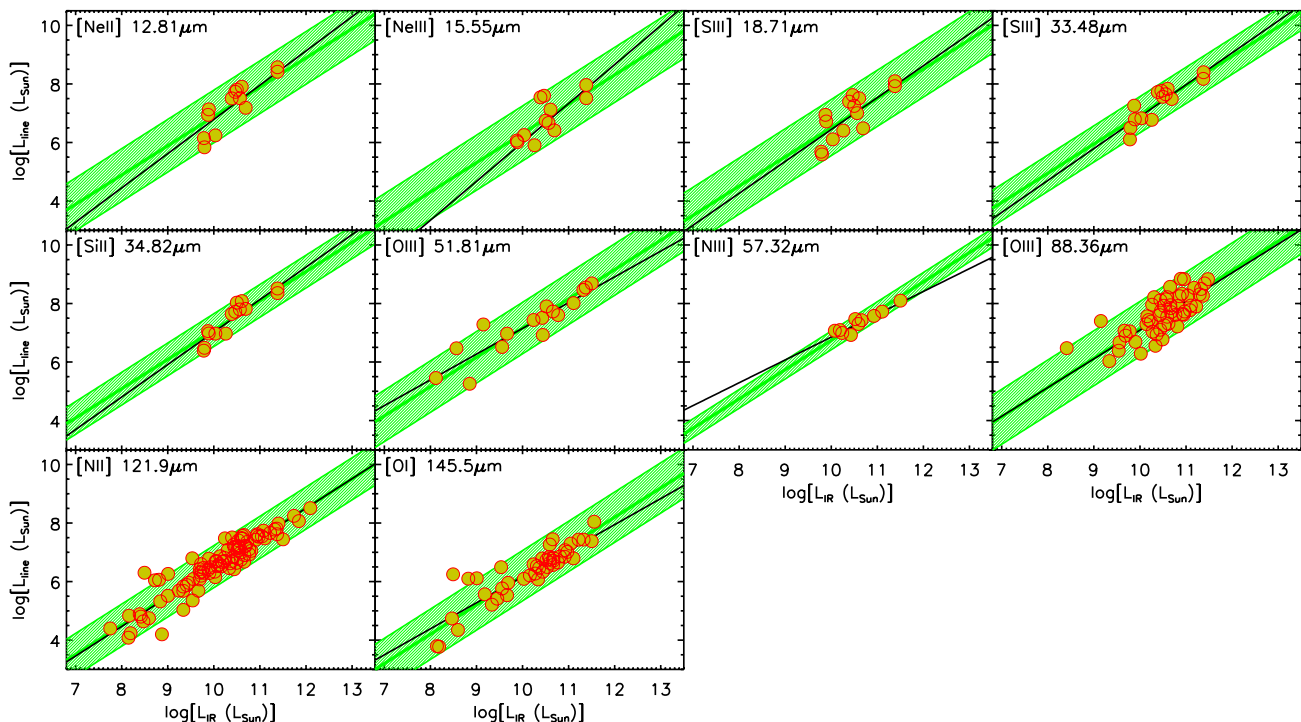 [NeII] 12.81μm
[NeIII] 15.55μm
[SIII] 18.71μm
[SIII] 33.48μm
10
8
6
4
log[L_line (L_Sun)]
[SiII] 34.82μm
[OIII] 51.81μm
[NIII] 57.32μm
[OIII] 88.36μm
10
8
6
4
log[L_line (L_Sun)]
7 8 9 10 11 12 13
7 8 9 10 11 12 13
log[L_IR (L_Sun)]
log[L_IR (L_Sun)]
[NII] 121.9μm
[OI] 145.5μm
10
8
6
4
log[L_line (L_Sun)]
7 8 9 10 11 12 13
7 8 9 10 11 12 13
log[L_IR (L_Sun)]
log[L_IR (L_Sun)]